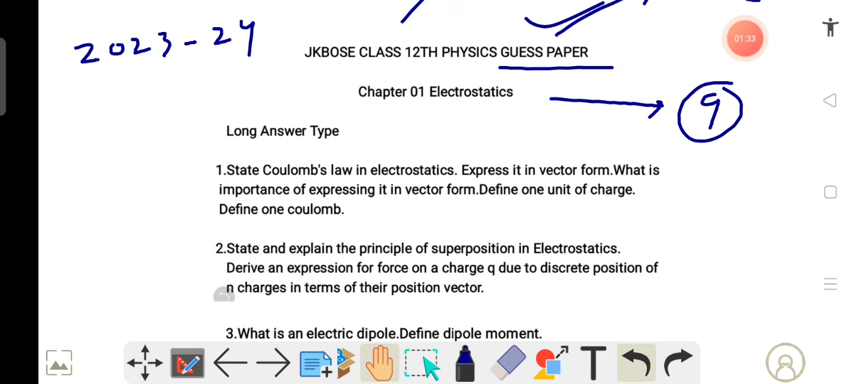 2023-24
01:33
JKBOSE CLASS 12TH PHYSICS GUESS PAPER
Chapter 01 Electrostatics
9
Long Answer Type
1.State Coulomb's law in electrostatics. Express it in vector form.What is
importance of expressing it in vector form.Define one unit of charge.
Define one coulomb.
2.State and explain the principle of superposition in Electrostatics.
Derive an expression for force on a charge q due to discrete position of
n charges in terms of their position vector.
3.What is an electric dipole.Define dipole moment.
T